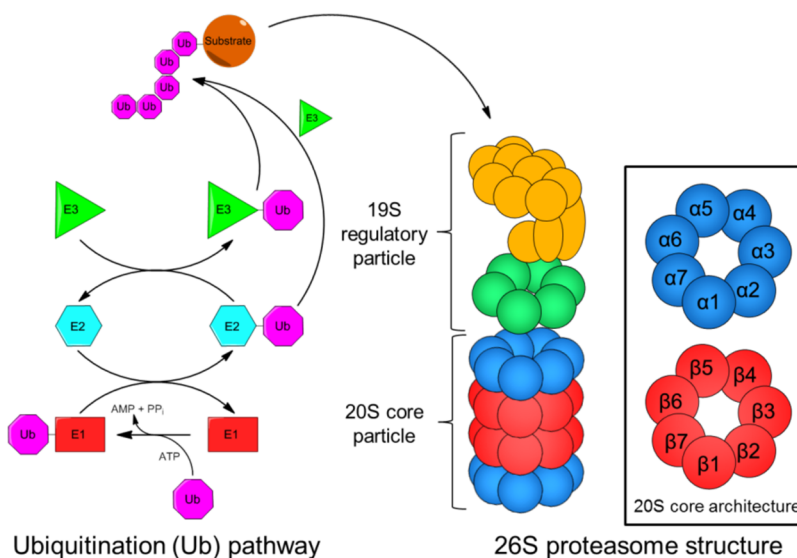 Ub
Substrate
Ub
Ub
Ub Ub
E3
E3
E3
Ub
E2
E2
Ub
AMP + PPi
Ub
E1
E1
ATP
Ub
Ubiquitination (Ub) pathway
19S
regulatory
particle
20S core
particle
26S proteasome structure
α5
α4
α6
α3
α7
α2
α1
β5
β4
β6
β3
β7
β2
β1
20S core architecture